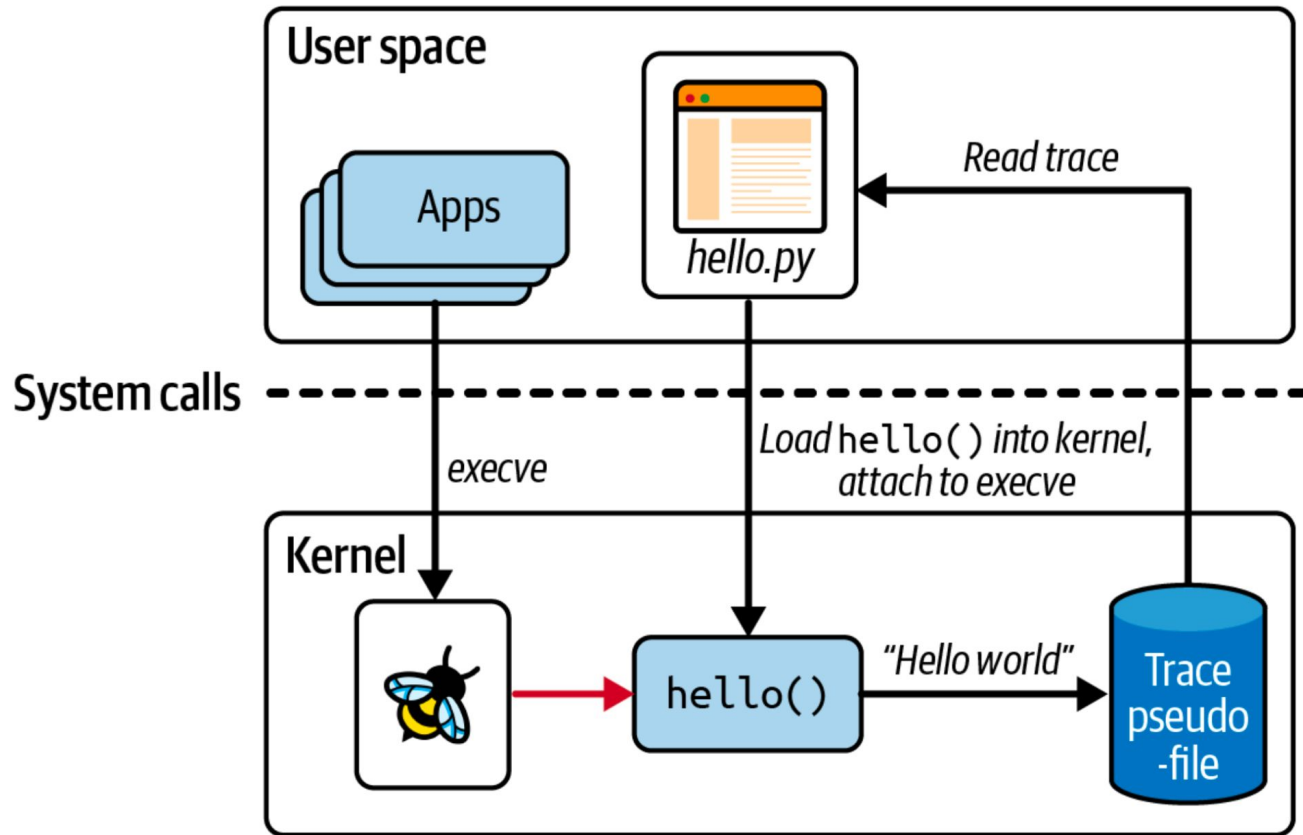 User space
Apps
hello.py
Read trace
System calls
execve
Load hello() into kernel,
attach to execve
Kernel
hello()
“Hello world”
Trace
pseudo
-file